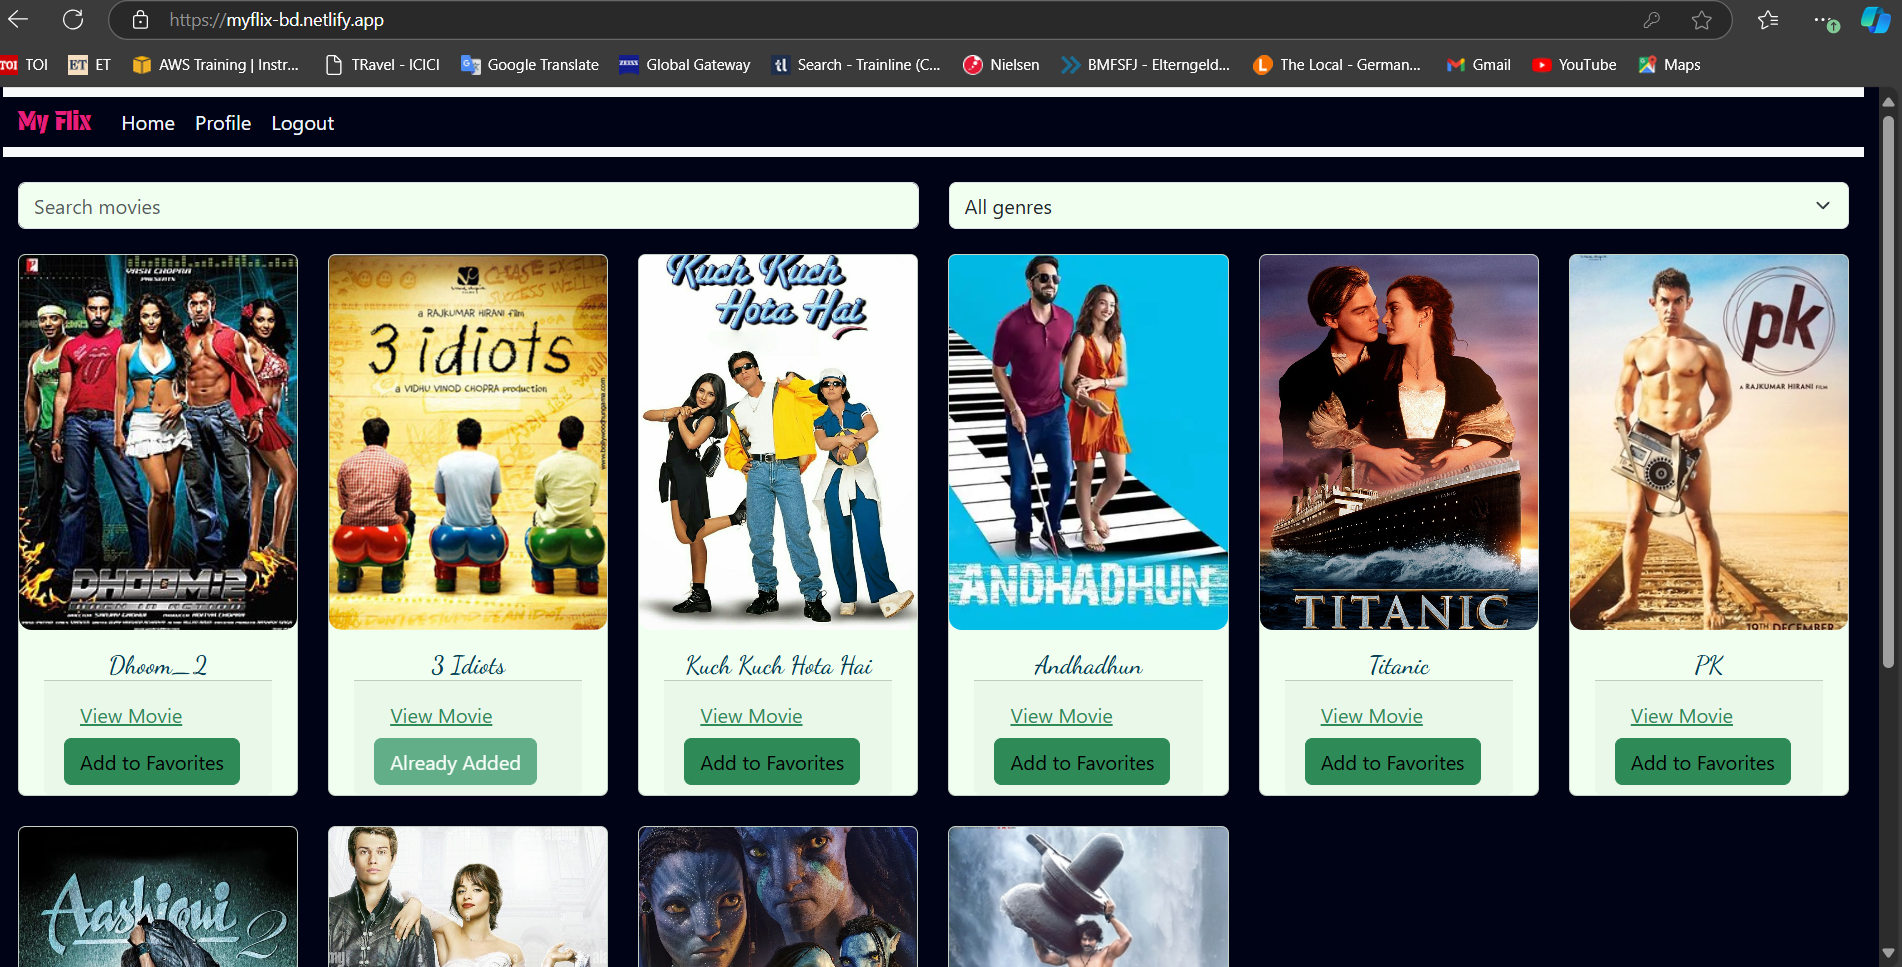 https://myflix-bd.netlify.app
TOI TOI ET ET AWS Training | Instr... TRavel - ICICI Google Translate ZEISS Global Gateway tl Search - Trainline (C... Nielsen BMFSFJ - Elterngeld... L The Local - German... Gmail YouTube Maps
My Flix Home Profile Logout
Search movies All genres
YASH CHOPRA
PRESENTS
DHOOM:2
BACK IN ACTION
a RAJKUMAR HIRANI film
3 idiots
a VIDHU VINOD CHOPRA production
Kuch Kuch
Hota Hai
ANDHADHUN
TITANIC
pk
A RAJKUMAR HIRANI FILM
19TH DECEMBER
Dhoom_2 3 Idiots Kuch Kuch Hota Hai Andhadhun Titanic PK
View Movie View Movie View Movie View Movie View Movie View Movie
Add to Favorites Already Added Add to Favorites Add to Favorites Add to Favorites Add to Favorites
Aashiqui 2